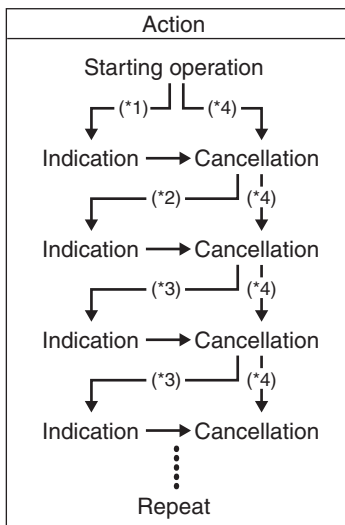 Action
Starting operation
(*1) (*4)
Indication Cancellation
(*2) (*4)
Indication Cancellation
(*3) (*4)
Indication Cancellation
(*3) (*4)
Indication Cancellation
Repeat